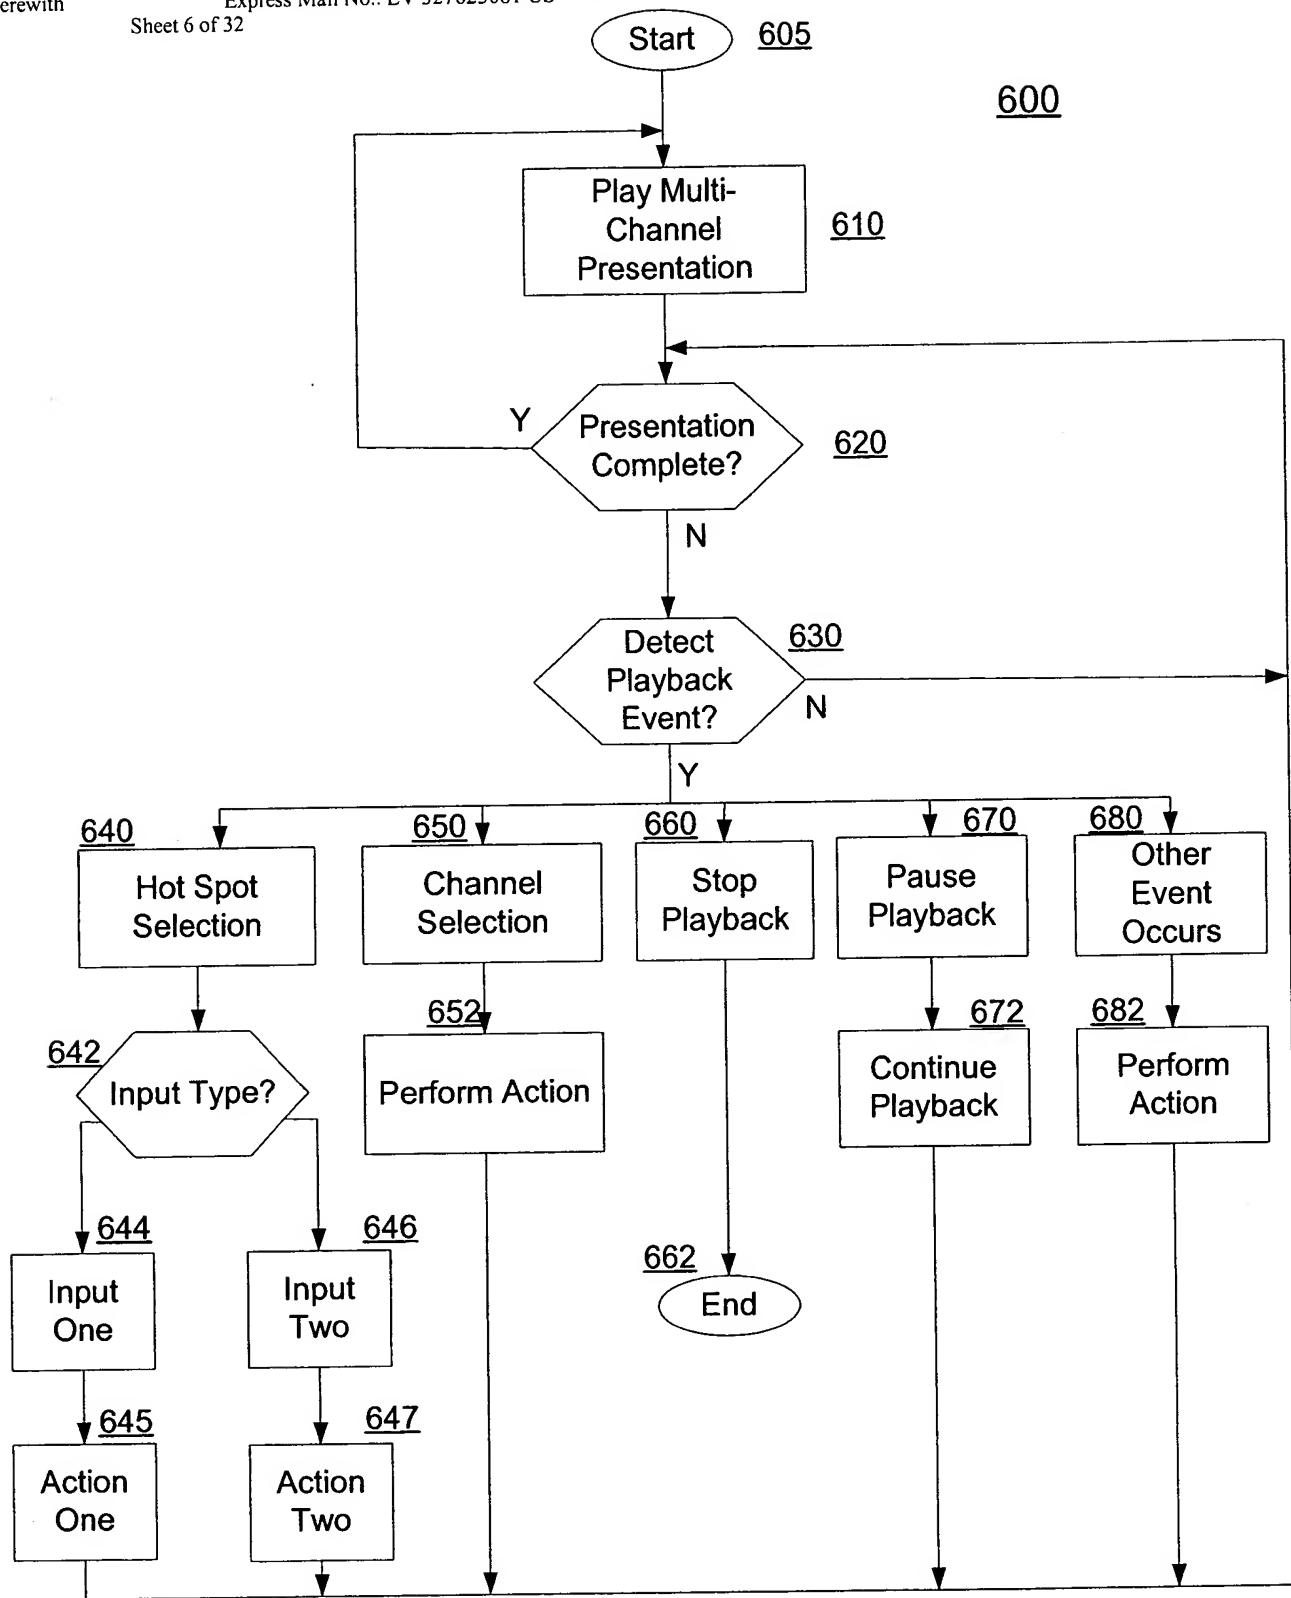 erewith
Sheet 6 of 32
Start 605
600
Play Multi-
Channel
Presentation
610
Y
Presentation
Complete?
620
N
Detect
Playback
Event?
630
N
Y
640
Hot Spot
Selection
650
Channel
Selection
660
Stop
Playback
670
Pause
Playback
680
Other
Event
Occurs
642
Input Type?
652
Perform Action
672
Continue
Playback
682
Perform
Action
644
Input
One
646
Input
Two
662
End
645
Action
One
647
Action
Two